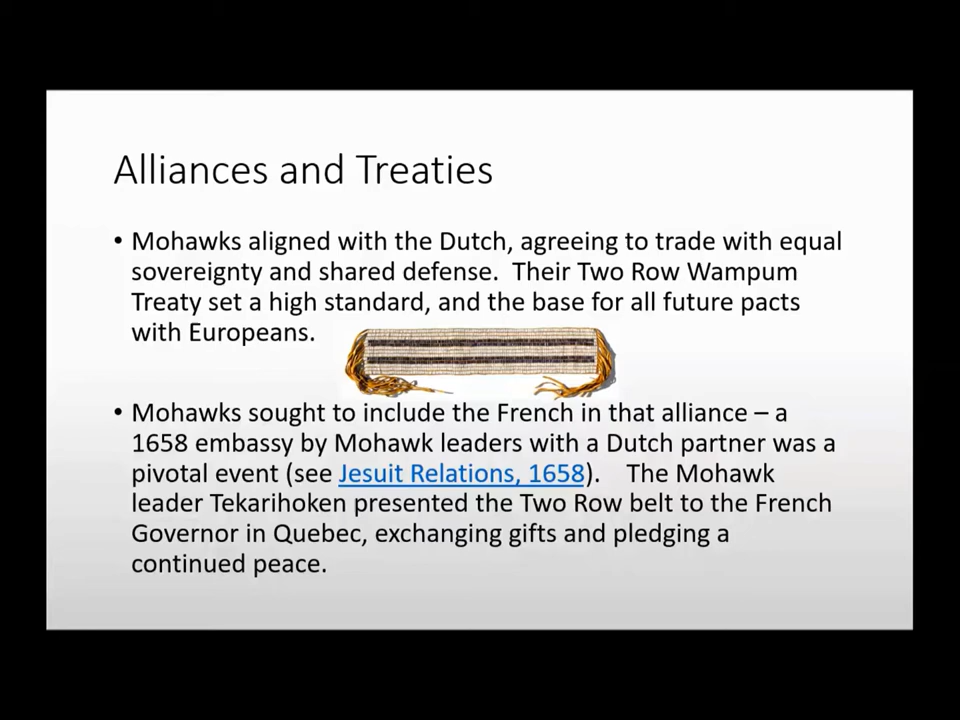 Alliances and Treaties
• Mohawks aligned with the Dutch, agreeing to trade with equal
sovereignty and shared defense. Their Two Row Wampum
Treaty set a high standard, and the base for all future pacts
with Europeans.
• Mohawks sought to include the French in that alliance – a
1658 embassy by Mohawk leaders with a Dutch partner was a
pivotal event (see Jesuit Relations, 1658). The Mohawk
leader Tekarihoken presented the Two Row belt to the French
Governor in Quebec, exchanging gifts and pledging a
continued peace.